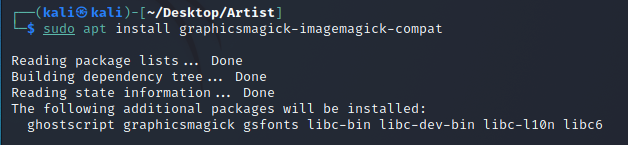 ┌──(kali㉿kali)-[~/Desktop/Artist]
└─$ sudo apt install graphicsmagick-imagemagick-compat
Reading package lists... Done
Building dependency tree... Done
Reading state information... Done
The following additional packages will be installed:
ghostscript graphicsmagick gsfonts libc-bin libc-dev-bin libc-l10n libc6